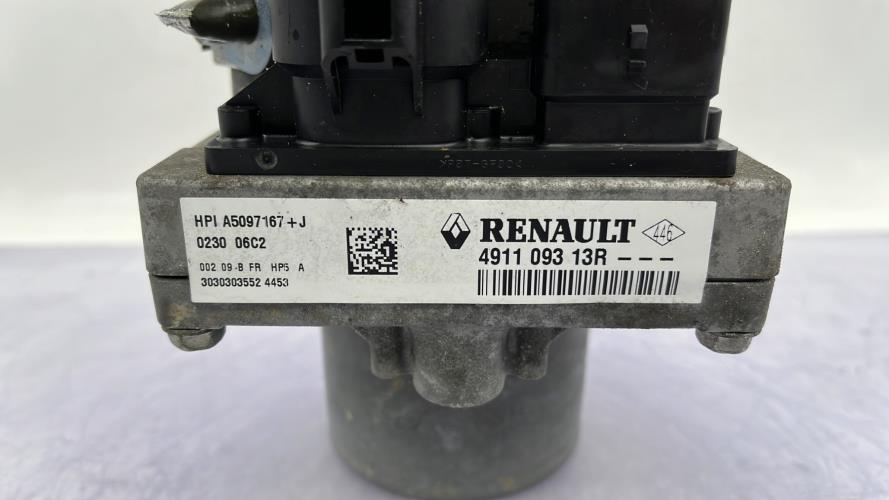 HPI A5097167+J
0230 06C2
002 09-B FR HP5 A
3030303552 4453
RENAULT
446
4911 093 13R ---